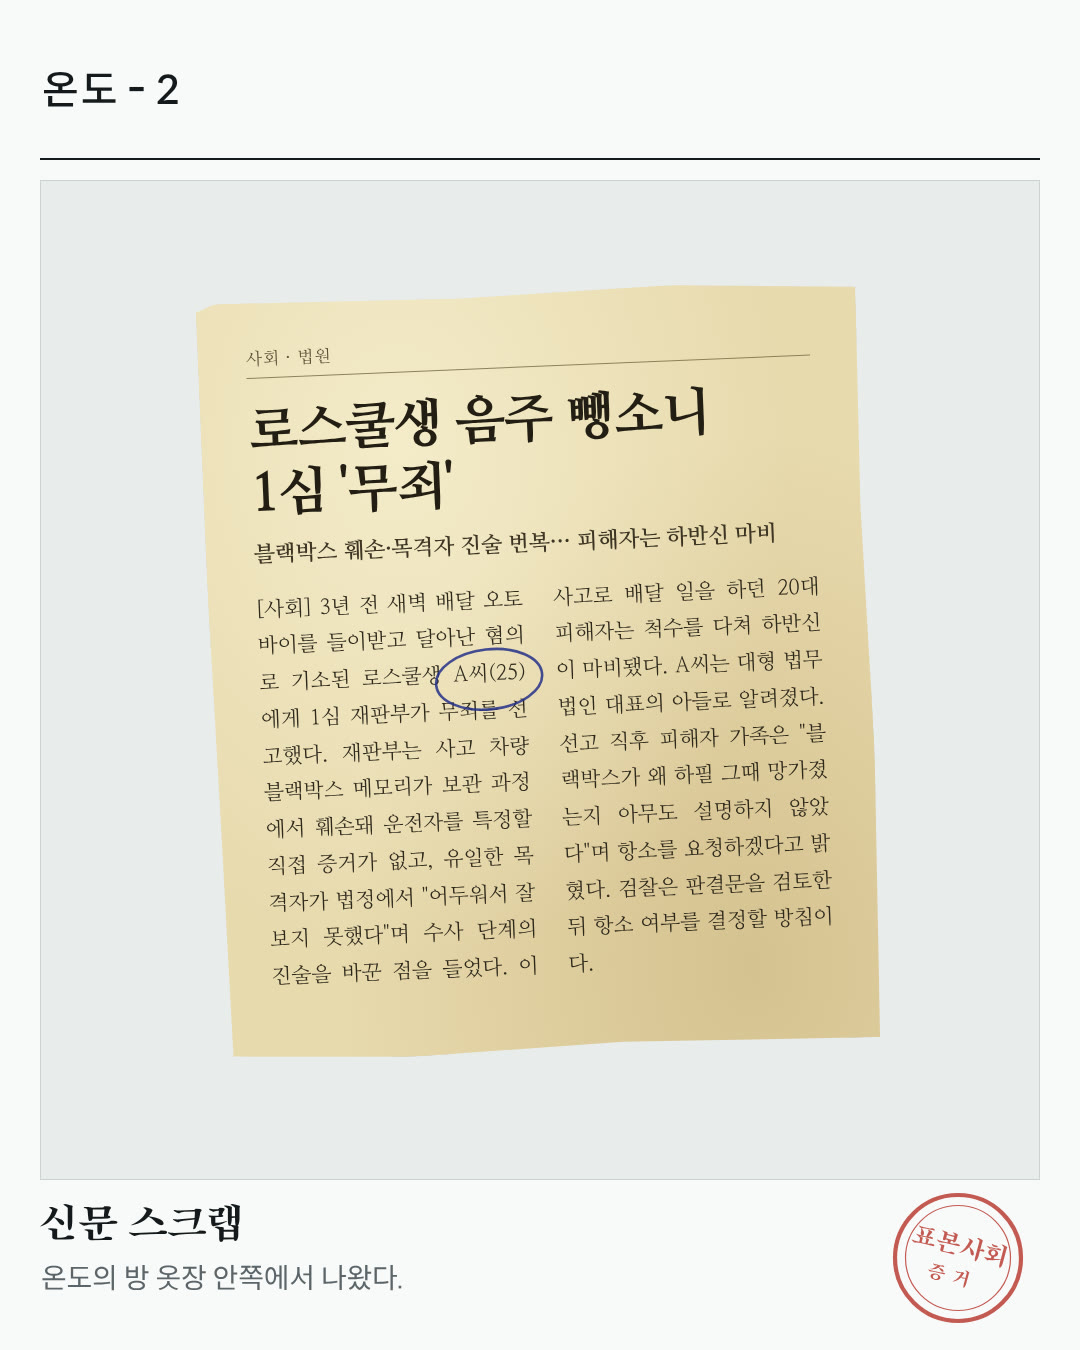 온도 - 2
사회 · 법원
로스쿨생 음주 뺑소니
1심 '무죄'
블랙박스 훼손·목격자 진술 번복… 피해자는 하반신 마비
[사회] 3년 전 새벽 배달 오토
바이를 들이받고 달아난 혐의
로 기소된 로스쿨생 A씨(25)
에게 1심 재판부가 무죄를 선
고했다. 재판부는 사고 차량
블랙박스 메모리가 보관 과정
에서 훼손돼 운전자를 특정할
직접 증거가 없고, 유일한 목
격자가 법정에서 "어두워서 잘
보지 못했다"며 수사 단계의
진술을 바꾼 점을 들었다. 이
사고로 배달 일을 하던 20대
피해자는 척수를 다쳐 하반신
이 마비됐다. A씨는 대형 법무
법인 대표의 아들로 알려졌다.
선고 직후 피해자 가족은 "블
랙박스가 왜 하필 그때 망가졌
는지 아무도 설명하지 않았
다"며 항소를 요청하겠다고 밝
혔다. 검찰은 판결문을 검토한
뒤 항소 여부를 결정할 방침이
다.
신문 스크랩
온도의 방 옷장 안쪽에서 나왔다.
표본사회
증거